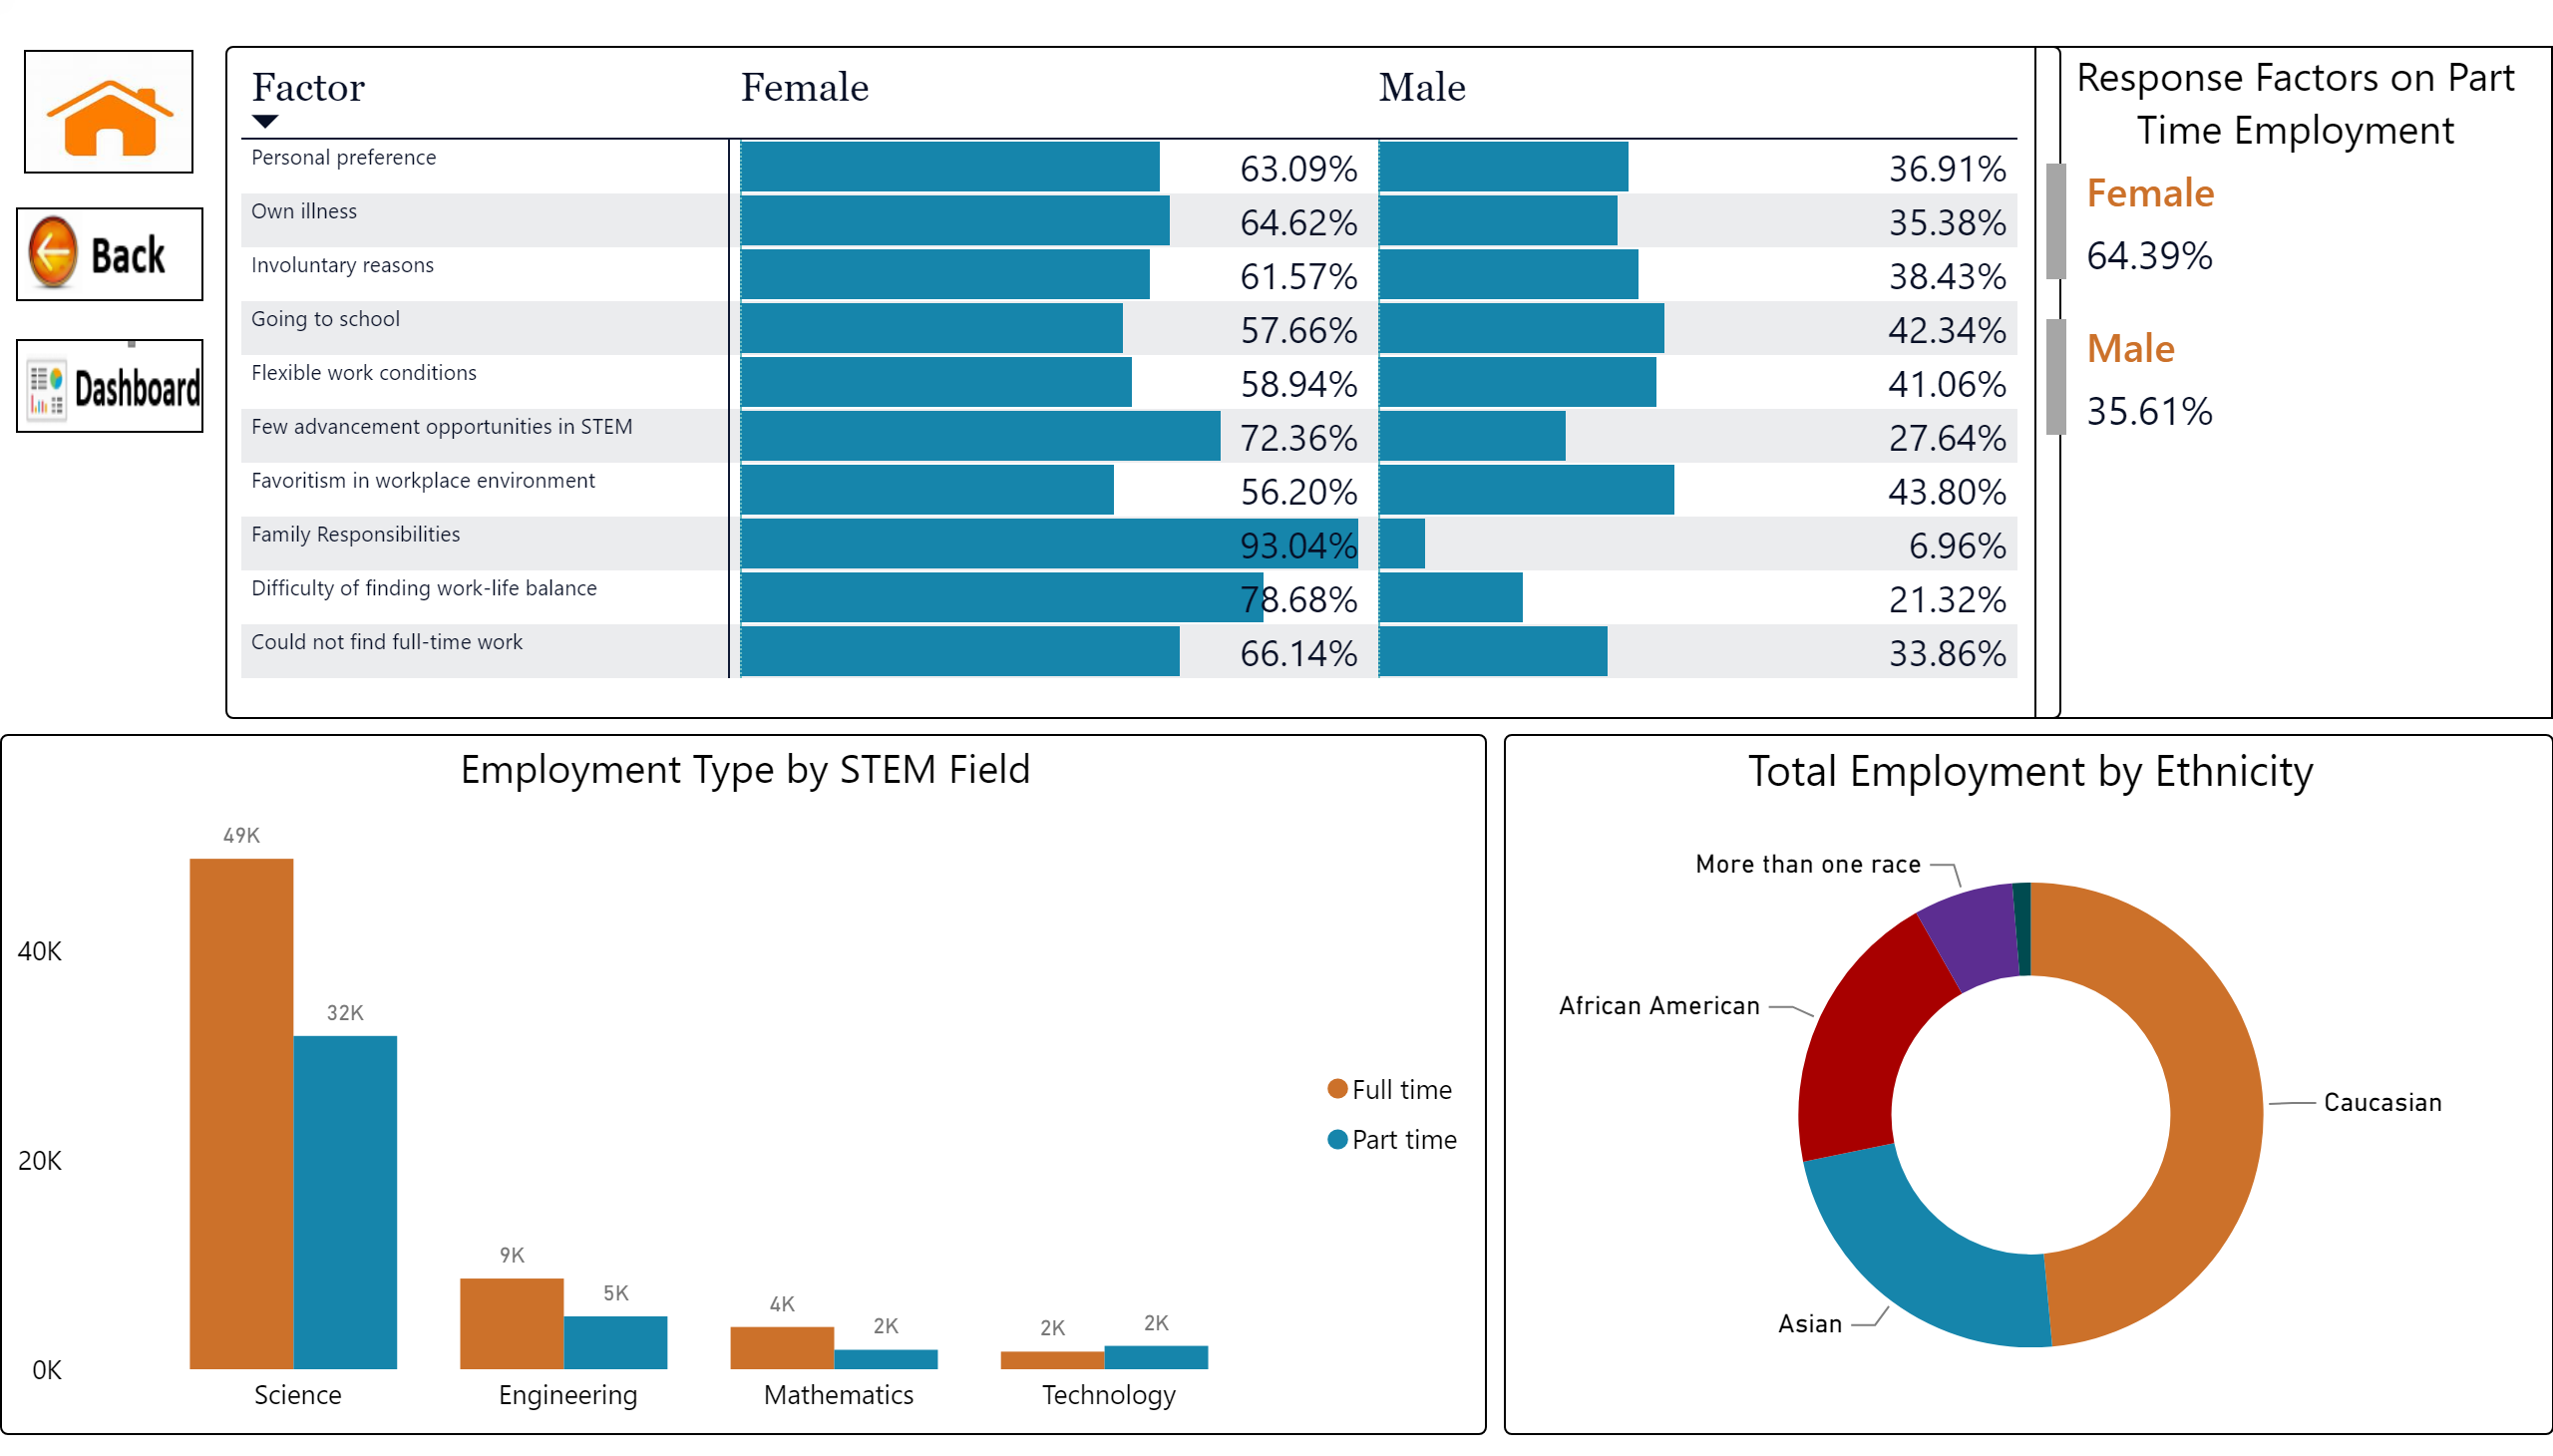 Back
Dashboard
Factor Female Male
Personal preference 63.09% 36.91%
Own illness 64.62% 35.38%
Involuntary reasons 61.57% 38.43%
Going to school 57.66% 42.34%
Flexible work conditions 58.94% 41.06%
Few advancement opportunities in STEM 72.36% 27.64%
Favoritism in workplace environment 56.20% 43.80%
Family Responsibilities 93.04% 6.96%
Difficulty of finding work-life balance 78.68% 21.32%
Could not find full-time work 66.14% 33.86%
Response Factors on Part
Time Employment
Female
64.39%
Male
35.61%
Employment Type by STEM Field
49K
40K
32K
20K
9K
5K
4K
2K
2K
2K
0K
Science Engineering Mathematics Technology
Full time
Part time
Total Employment by Ethnicity
More than one race
African American
Caucasian
Asian